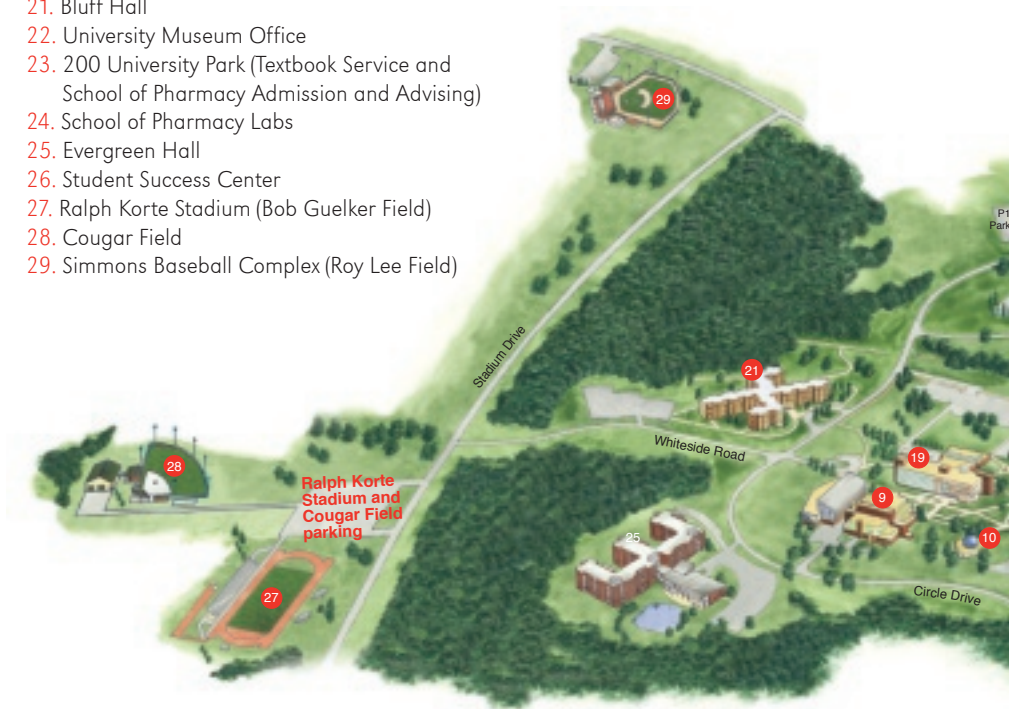 21. Bluff Hall
22. University Museum Office
23. 200 University Park (Textbook Service and
School of Pharmacy Admission and Advising)
24. School of Pharmacy Labs
25. Evergreen Hall
26. Student Success Center
27. Ralph Korte Stadium (Bob Guelker Field)
28. Cougar Field
29. Simmons Baseball Complex (Roy Lee Field)
29
P1
Park
Stadium Drive
21
Whiteside Road
19
28
Ralph Korte
Stadium and
Cougar Field
parking
9
25
10
27
Circle Drive